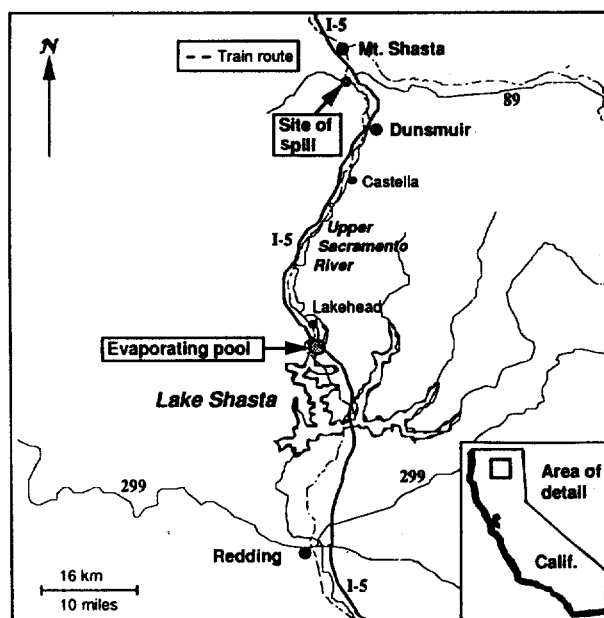 I-5
N
Mt. Shasta
Train route
89
Site of
spill
Dunsmuir
Castella
I-5
Upper
Sacramento
River
Lakehead
Evaporating pool
Lake Shasta
299
299
Area of
detail
Redding
Calif.
16 km
10 miles
I-5